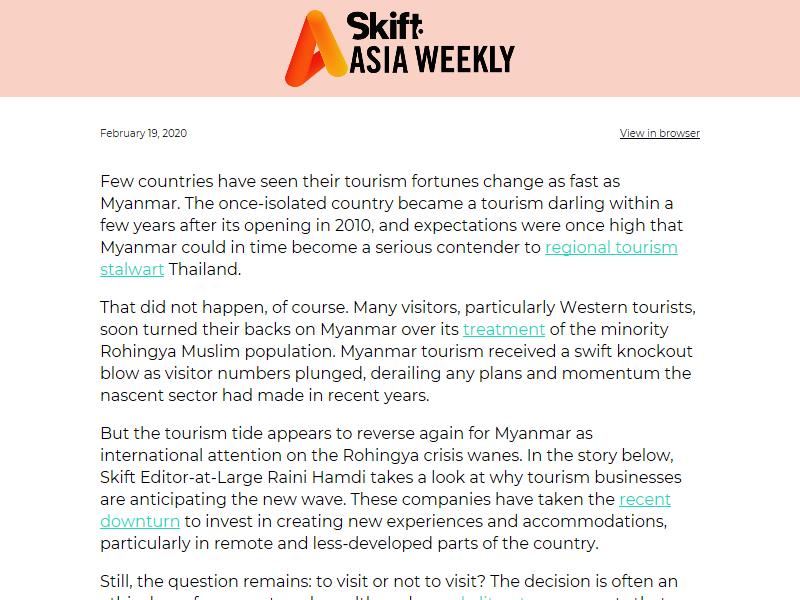 Skift
ASIA WEEKLY
February 19, 2020
View in browser
Few countries have seen their tourism fortunes change as fast as
Myanmar. The once-isolated country became a tourism darling within a
few years after its opening in 2010, and expectations were once high that
Myanmar could in time become a serious contender to regional tourism
stalwart Thailand.
That did not happen, of course. Many visitors, particularly Western tourists,
soon turned their backs on Myanmar over its treatment of the minority
Rohingya Muslim population. Myanmar tourism received a swift knockout
blow as visitor numbers plunged, derailing any plans and momentum the
nascent sector had made in recent years.
But the tourism tide appears to reverse again for Myanmar as
international attention on the Rohingya crisis wanes. In the story below,
Skift Editor-at-Large Raini Hamdi takes a look at why tourism businesses
are anticipating the new wave. These companies have taken the recent
downturn to invest in creating new experiences and accommodations,
particularly in remote and less-developed parts of the country.
Still, the question remains: to visit or not to visit? The decision is often an